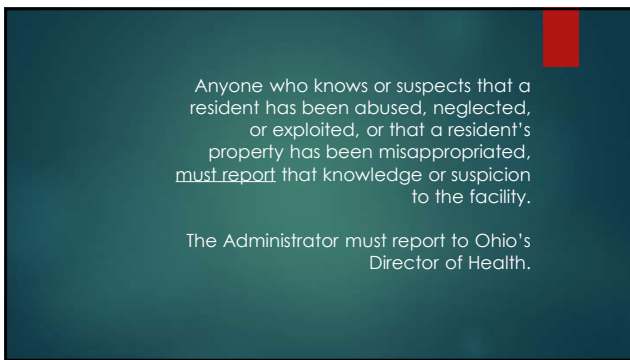 Anyone who knows or suspects that a
resident has been abused, neglected,
or exploited, or that a resident's
property has been misappropriated,
must report that knowledge or suspicion
to the facility.
The Administrator must report to Ohio's
Director of Health.